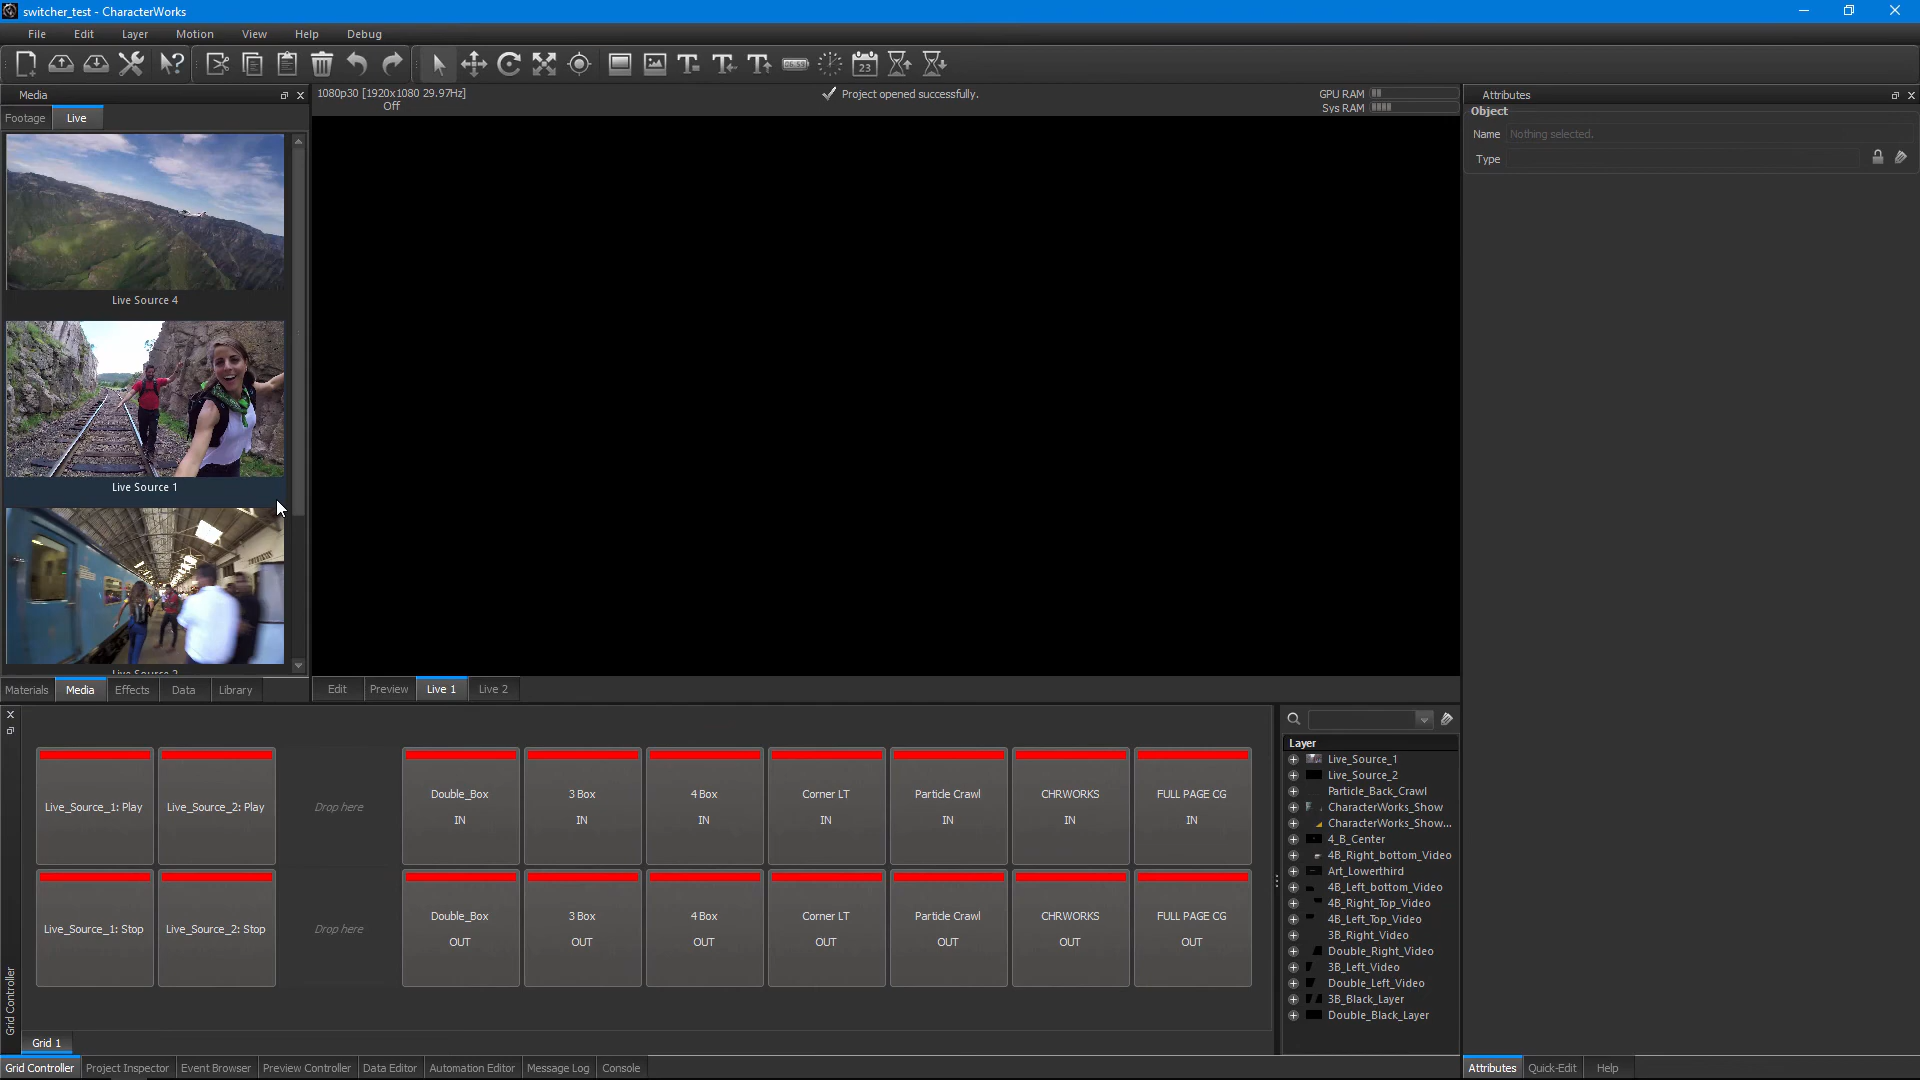 switcher_test - CharacterWorks
File Edit Layer Motion View Help Debug
Media
Footage Live
Live Source 4
Live Source 1
Materials Media Effects Data Library
1080p30 [1920x1080 29.97Hz]
Off
Project opened successfully.
GPU RAM
Sys RAM
Edit Preview Live 1 Live 2
Attributes
Object
Name Nothing selected.
Type
Live_Source_1: Play Live_Source_2: Play Drop here
Double_Box
IN
3 Box
IN
4 Box
IN
Corner LT
IN
Particle Crawl
IN
CHRWORKS
IN
FULL PAGE CG
IN
Live_Source_1: Stop Live_Source_2: Stop Drop here
Double_Box
OUT
3 Box
OUT
4 Box
OUT
Corner LT
OUT
Particle Crawl
OUT
CHRWORKS
OUT
FULL PAGE CG
OUT
Grid Controller
Grid 1
Layer
Live_Source_1
Live_Source_2
Particle_Back_Crawl
CharacterWorks_Show
CharacterWorks_Show...
4_B_Center
4B_Right_bottom_Video
Art_Lowerthird
4B_Left_bottom_Video
4B_Right_Top_Video
4B_Left_Top_Video
3B_Right_Video
Double_Right_Video
3B_Left_Video
Double_Left_Video
3B_Black_Layer
Double_Black_Layer
Grid Controller Project Inspector Event Browser Preview Controller Data Editor Automation Editor Message Log Console
Attributes Quick-Edit Help